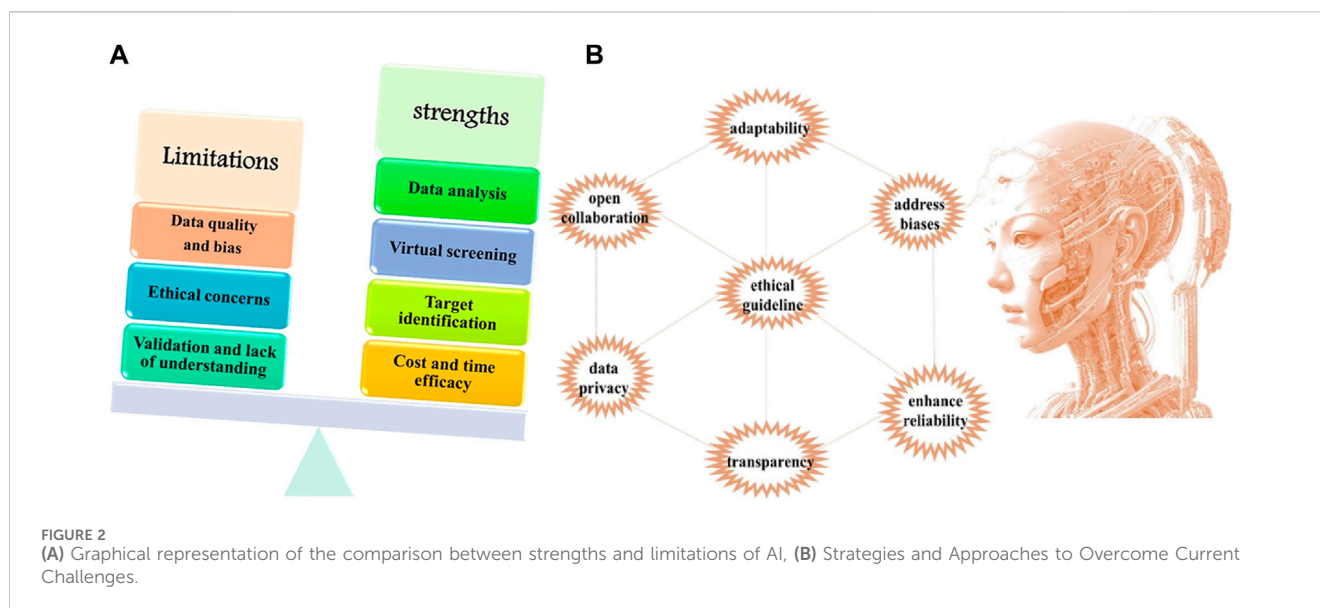 A
Limitations
Data quality
and bias
Ethical concerns
Validation and lack
of understanding
strengths
Data analysis
Virtual screening
Target
identification
Cost and time
efficacy
B
adaptability
open
collaboration
address
biases
ethical
guideline
data
privacy
enhance
reliability
transparency
FIGURE 2
(A) Graphical representation of the comparison between strengths and limitations of AI, (B) Strategies and Approaches to Overcome Current
Challenges.